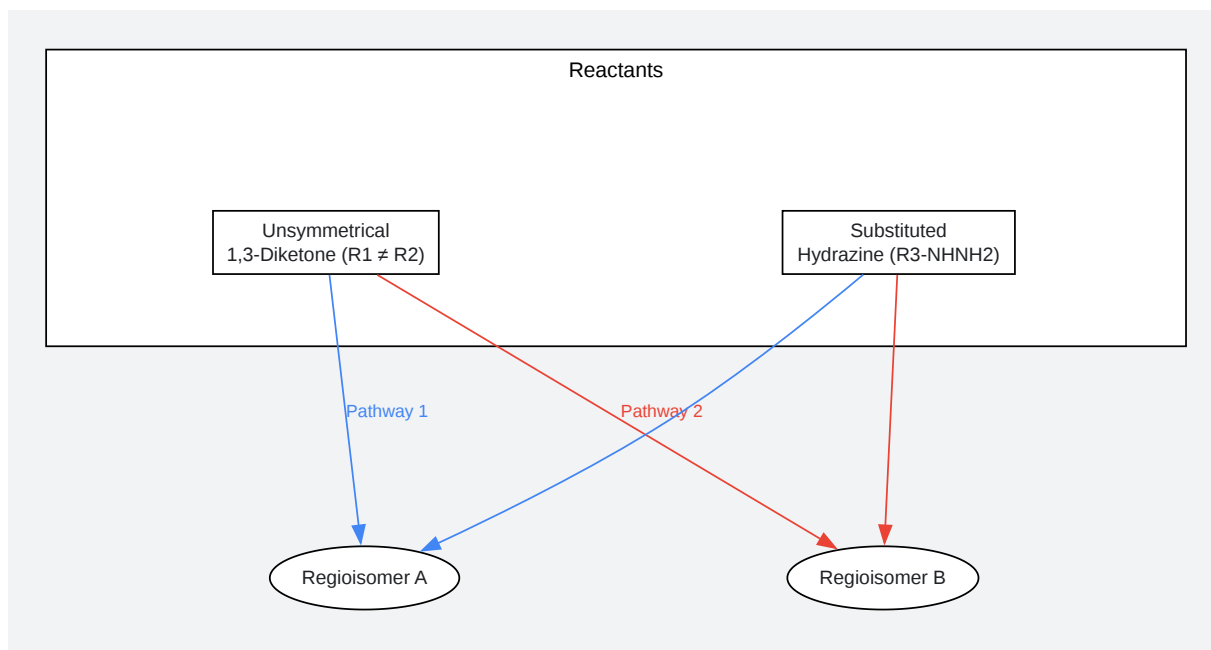 Reactants
Unsymmetrical
1,3-Diketone (R1 ≠ R2)
Substituted
Hydrazine (R3-NHNH2)
Pathway 1
Pathway 2
Regioisomer A
Regioisomer B